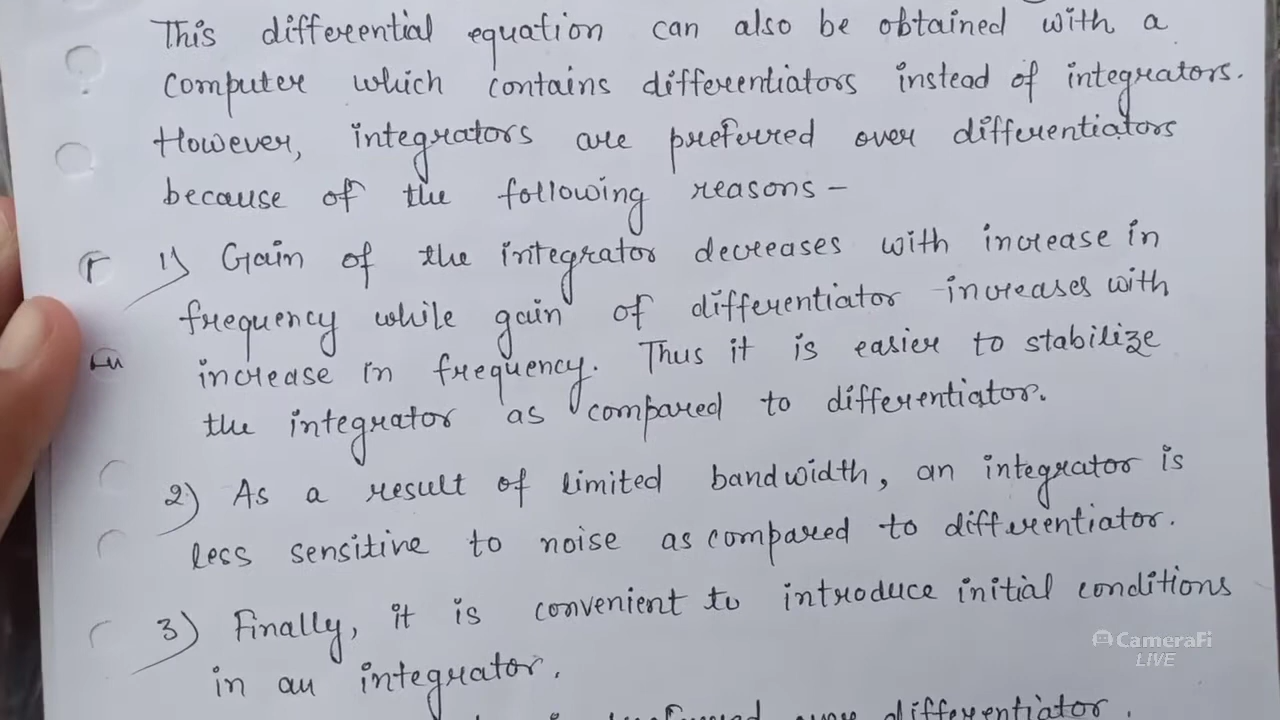 This differential equation can also be obtained with a
computer which contains differentiators instead of integrators.
However, integrators are preferred over differentiators
because of the following reasons –
1) Gain of the integrator decreases with increase in
frequency while gain of differentiator increases with
increase in frequency. Thus it is easier to stabilize
the integrator as compared to differentiator.
2) As a result of limited bandwidth, an integrator is
less sensitive to noise as compared to differentiator.
3) Finally, it is convenient to introduce initial conditions
in an integrator.
differentiator.
CameraFi
LIVE